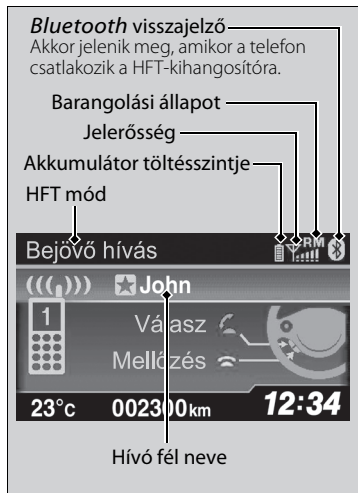 Bluetooth visszajelző
Akkor jelenik meg, amikor a telefon
csatlakozik a HFT-kihangosítóra.
Barangolási állapot
Jelerősség
Akkumulátor töltésszintje
HFT mód
Bejövő hívás
RM
John
1
Válasz
Mellőzés
23°c 002300km 12:34
Hívó fél neve